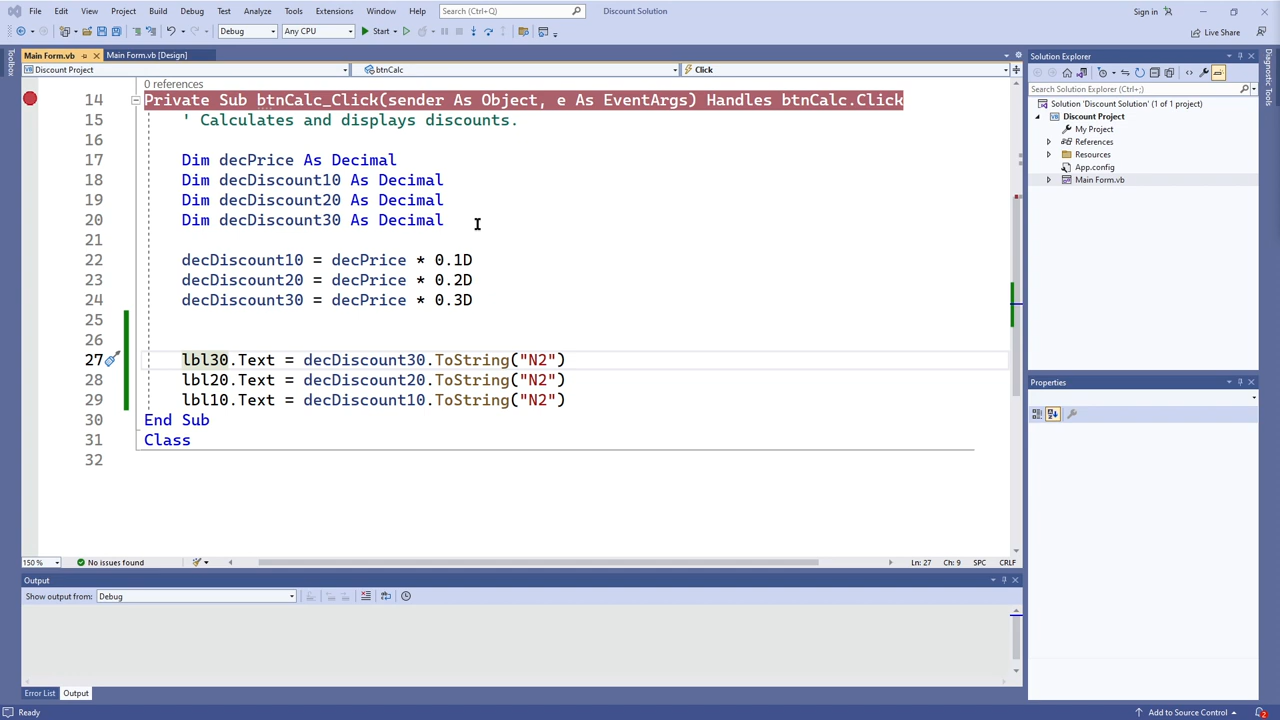 File Edit View Project Build Debug Test Analyze Tools Extensions Window Help Search (Ctrl+Q) Discount Solution Sign in
Debug Any CPU Start Live Share
Main Form.vb Main Form.vb [Design]
Discount Project btnCalc Click
0 references
14 Private Sub btnCalc_Click(sender As Object, e As EventArgs) Handles btnCalc.Click
15 ' Calculates and displays discounts.
16
17 Dim decPrice As Decimal
18 Dim decDiscount10 As Decimal
19 Dim decDiscount20 As Decimal
20 Dim decDiscount30 As Decimal
21
22 decDiscount10 = decPrice * 0.1D
23 decDiscount20 = decPrice * 0.2D
24 decDiscount30 = decPrice * 0.3D
25
26
27 lbl30.Text = decDiscount30.ToString("N2")
28 lbl20.Text = decDiscount20.ToString("N2")
29 lbl10.Text = decDiscount10.ToString("N2")
30 End Sub
31 Class
32
150 % No issues found Ln: 27 Ch: 9 SPC CRLF
Output
Show output from: Debug
Error List Output
Ready Add to Source Control 2
Toolbox
Solution Explorer
Search Solution Explorer (Ctrl+;)
Solution 'Discount Solution' (1 of 1 project)
Discount Project
My Project
References
Resources
App.config
Main Form.vb
Properties
Diagnostic Tools